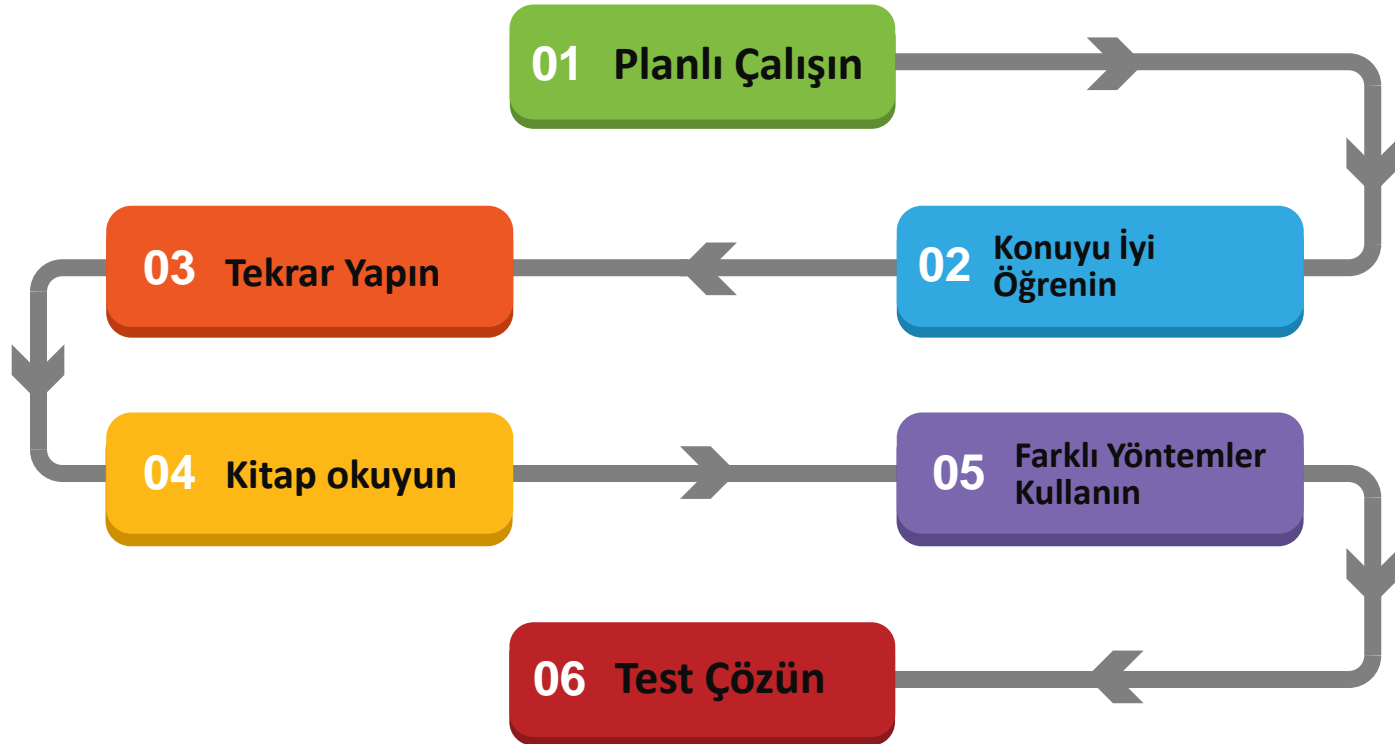 01 Planlı Çalışın
02 Konuyu İyi
Öğrenin
03 Tekrar Yapın
04 Kitap okuyun
05 Farklı Yöntemler
Kullanın
06 Test Çözün